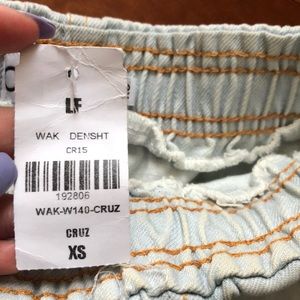 LF
WAK DENSHT
CR15
192806
WAK-W140-CRUZ
CRUZ
XS